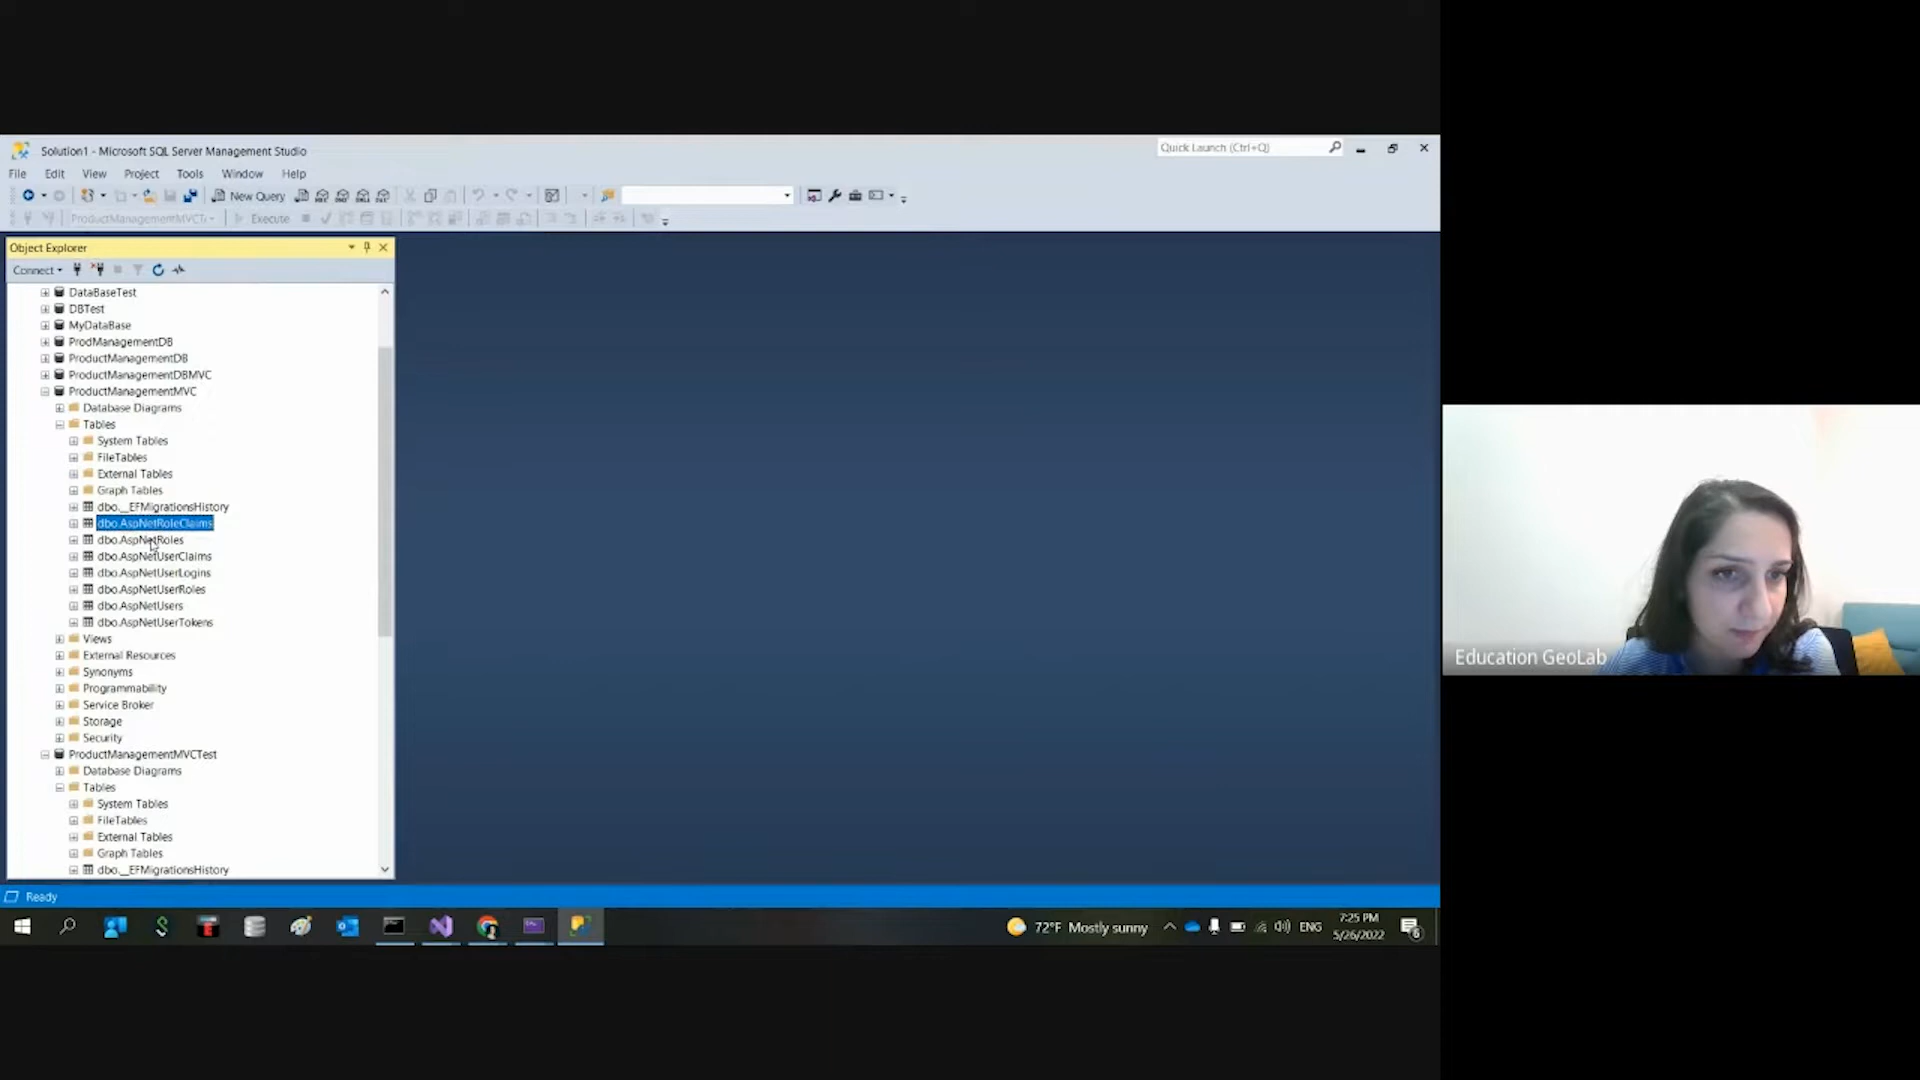 Solution1 - Microsoft SQL Server Management Studio
Quick Launch (Ctrl+Q)
File Edit View Project Tools Window Help
New Query
ProductManagementMVCT Execute
Object Explorer
Connect
DataBaseTest
DBTest
MyDataBase
ProdManagementDB
ProductManagementDB
ProductManagementDBMVC
ProductManagementMVC
Database Diagrams
Tables
System Tables
FileTables
External Tables
Graph Tables
dbo.__EFMigrationsHistory
dbo.AspNetRoleClaims
dbo.AspNetRoles
dbo.AspNetUserClaims
dbo.AspNetUserLogins
dbo.AspNetUserRoles
dbo.AspNetUsers
dbo.AspNetUserTokens
Views
External Resources
Synonyms
Programmability
Service Broker
Storage
Security
ProductManagementMVCTest
Database Diagrams
Tables
System Tables
FileTables
External Tables
Graph Tables
dbo.__EFMigrationsHistory
Ready
72°F Mostly sunny
ENG
7:25 PM
5/26/2022
6
Education GeoLab